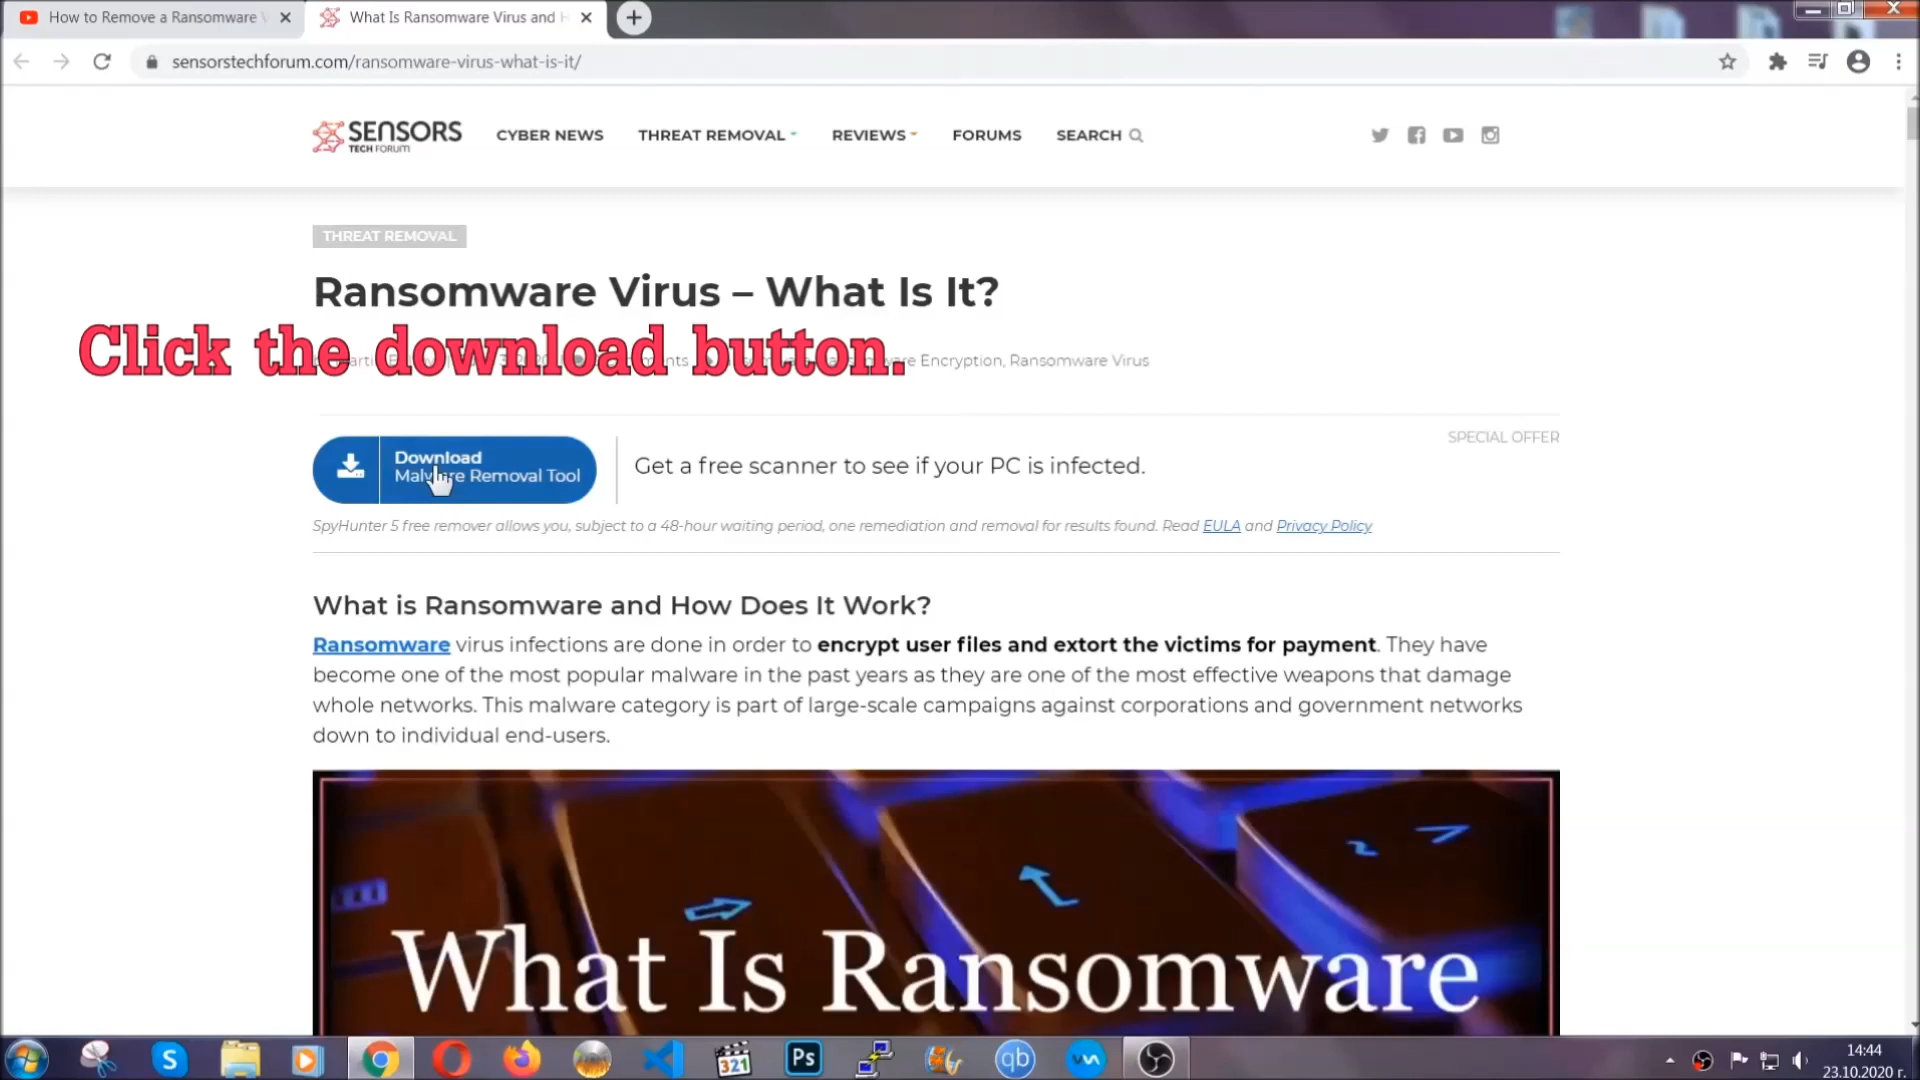 How to Remove a Ransomware
What Is Ransomware Virus and
sensorstechforum.com/ransomware-virus-what-is-it/
SENSORS
TECH FORUM
CYBER NEWS
THREAT REMOVAL
REVIEWS
FORUMS
SEARCH
THREAT REMOVAL
Ransomware Virus – What Is It?
Click the download button.
Encryption, Ransomware Virus
Download
Malware Removal Tool
Get a free scanner to see if your PC is infected.
SPECIAL OFFER
SpyHunter 5 free remover allows you, subject to a 48-hour waiting period, one remediation and removal for results found. Read EULA and Privacy Policy
What is Ransomware and How Does It Work?
Ransomware virus infections are done in order to encrypt user files and extort the victims for payment. They have
become one of the most popular malware in the past years as they are one of the most effective weapons that damage
whole networks. This malware category is part of large-scale campaigns against corporations and government networks
down to individual end-users.
What Is Ransomware
S
321
Ps
qb
14:44
23.10.2020 г.